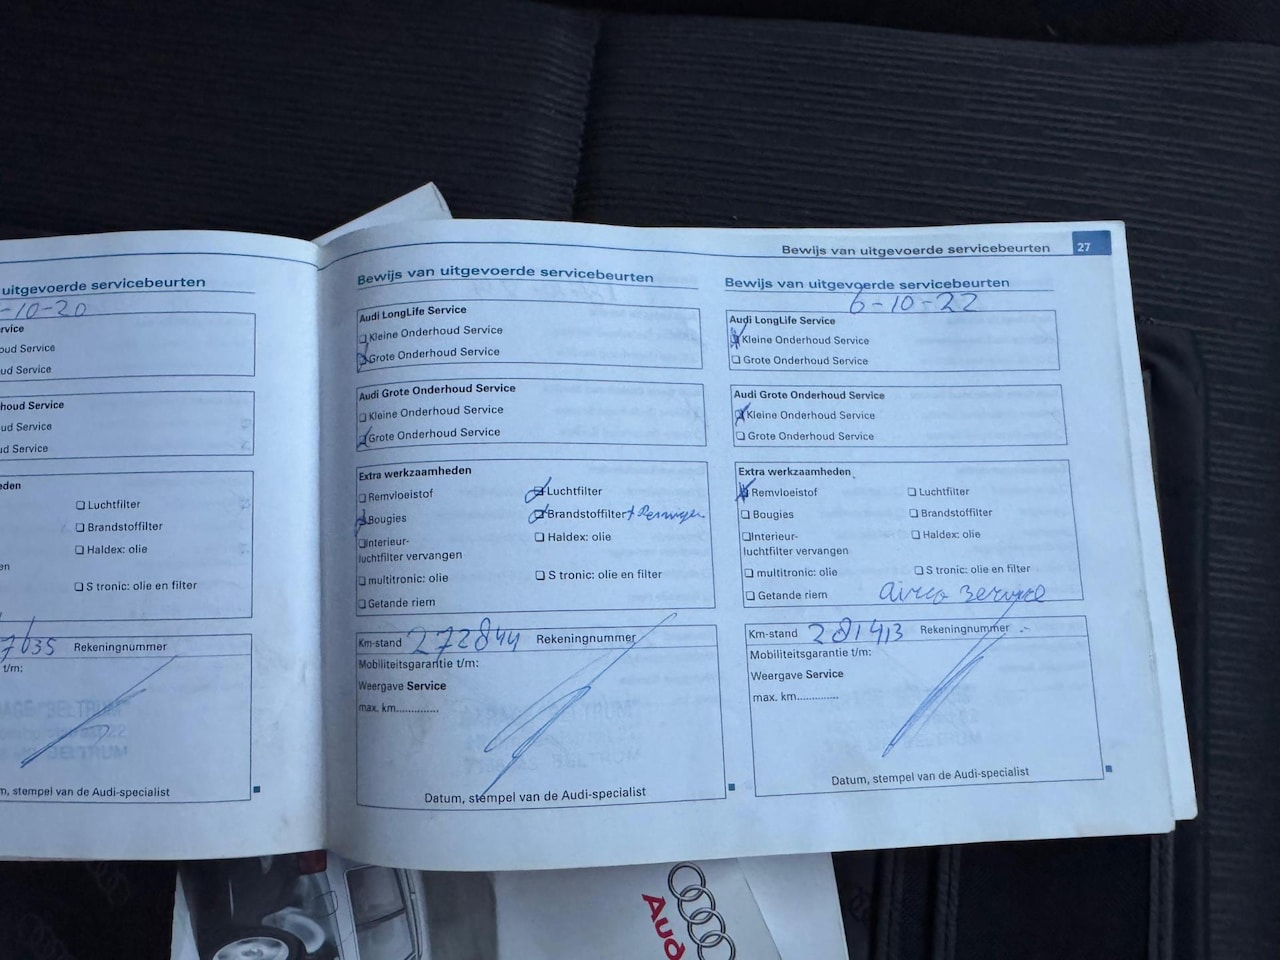 Bewijs van uitgevoerde servicebeurten
27
uitgevoerde servicebeurten
-10-20
rvice
oud Service
ud Service
houd Service
ud Service
ud Service
eden
Luchtfilter
Brandstoffilter
Haldex: olie
en
S tronic: olie en filter
7635 Rekeningnummer
t/m:
BELTRUM
n, stempel van de Audi-specialist
Bewijs van uitgevoerde servicebeurten
Audi LongLife Service
Kleine Onderhoud Service
Grote Onderhoud Service
Audi Grote Onderhoud Service
Kleine Onderhoud Service
Grote Onderhoud Service
Extra werkzaamheden
Remvloeistof Luchtfilter
Bougies Brandstoffilter +
Interieur- Haldex: olie
luchtfilter vervangen
multitronic: olie S tronic: olie en filter
Getande riem
Km-stand 272844 Rekeningnummer
Mobiliteitsgarantie t/m:
Weergave Service
max. km..............
Datum, stempel van de Audi-specialist
Bewijs van uitgevoerde servicebeurten
6-10-22
Audi LongLife Service
Kleine Onderhoud Service
Grote Onderhoud Service
Audi Grote Onderhoud Service
Kleine Onderhoud Service
Grote Onderhoud Service
Extra werkzaamheden
Remvloeistof Luchtfilter
Bougies Brandstoffilter
Interieur- Haldex: olie
luchtfilter vervangen
multitronic: olie S tronic: olie en filter
Getande riem airco service
Km-stand 281413 Rekeningnummer
Mobiliteitsgarantie t/m:
Weergave Service
max. km..............
Datum, stempel van de Audi-specialist
Audi